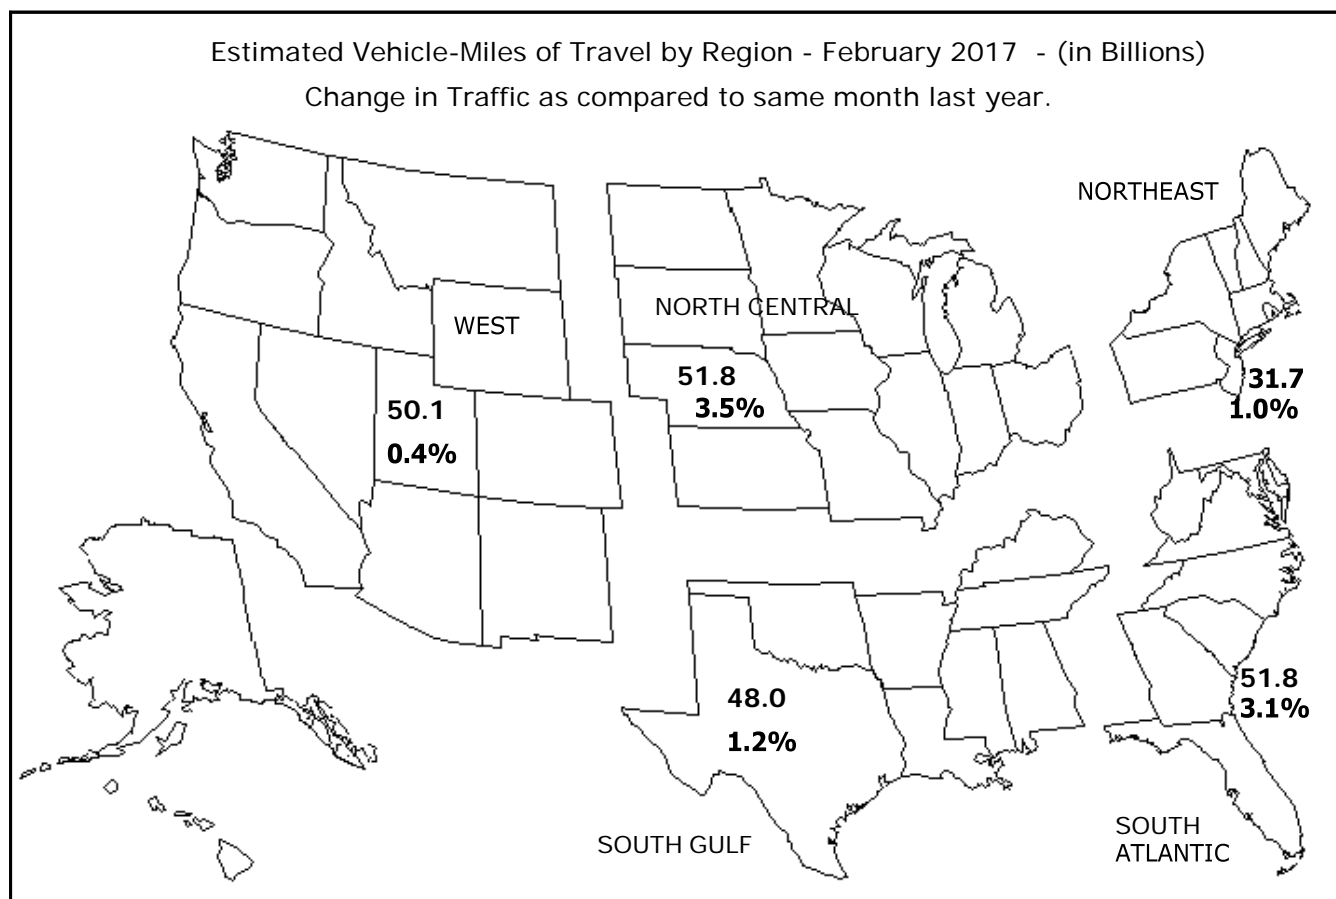 Estimated Vehicle-Miles of Travel by Region - February 2017 - (in Billions)
Change in Traffic as compared to same month last year.
NORTHEAST
31.7
1.0%
NORTH CENTRAL
51.8
3.5%
WEST
50.1
0.4%
48.0
1.2%
SOUTH GULF
51.8
3.1%
SOUTH
ATLANTIC